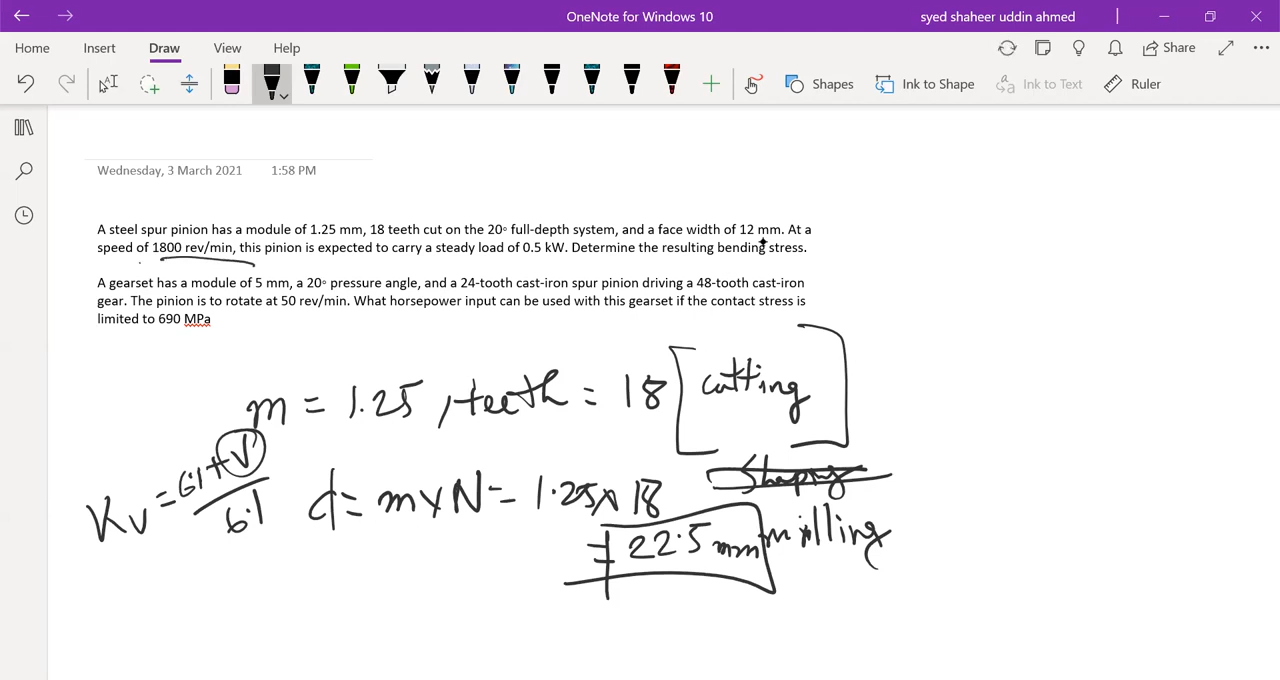 OneNote for Windows 10
syed shaheer uddin ahmed
Home Insert Draw View Help
Share
Shapes Ink to Shape Ink to Text Ruler
Wednesday, 3 March 2021 1:58 PM
A steel spur pinion has a module of 1.25 mm, 18 teeth cut on the 20◦ full-depth system, and a face width of 12 mm. At a
speed of 1800 rev/min, this pinion is expected to carry a steady load of 0.5 kW. Determine the resulting bending stress.
A gearset has a module of 5 mm, a 20◦ pressure angle, and a 24-tooth cast-iron spur pinion driving a 48-tooth cast-iron
gear. The pinion is to rotate at 50 rev/min. What horsepower input can be used with this gearset if the contact stress is
limited to 690 MPa
m = 1.25 , teeth = 18 [cutting]
Kv = 6.1 + V / 6.1
d = m x N = 1.25 x 18
Shaping
= 22.5 mm
milling